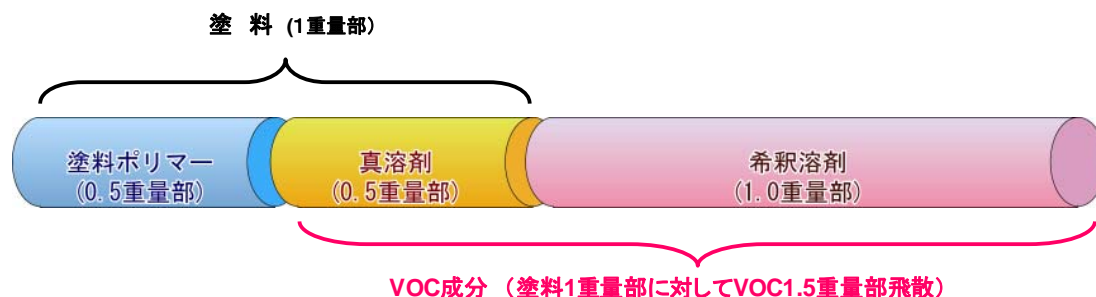 塗 料 (1重量部)
塗料ポリマー
(0.5重量部)
真溶剤
(0.5重量部)
希釈溶剤
(1.0重量部)
VOC成分 (塗料1重量部に対してVOC1.5重量部飛散)